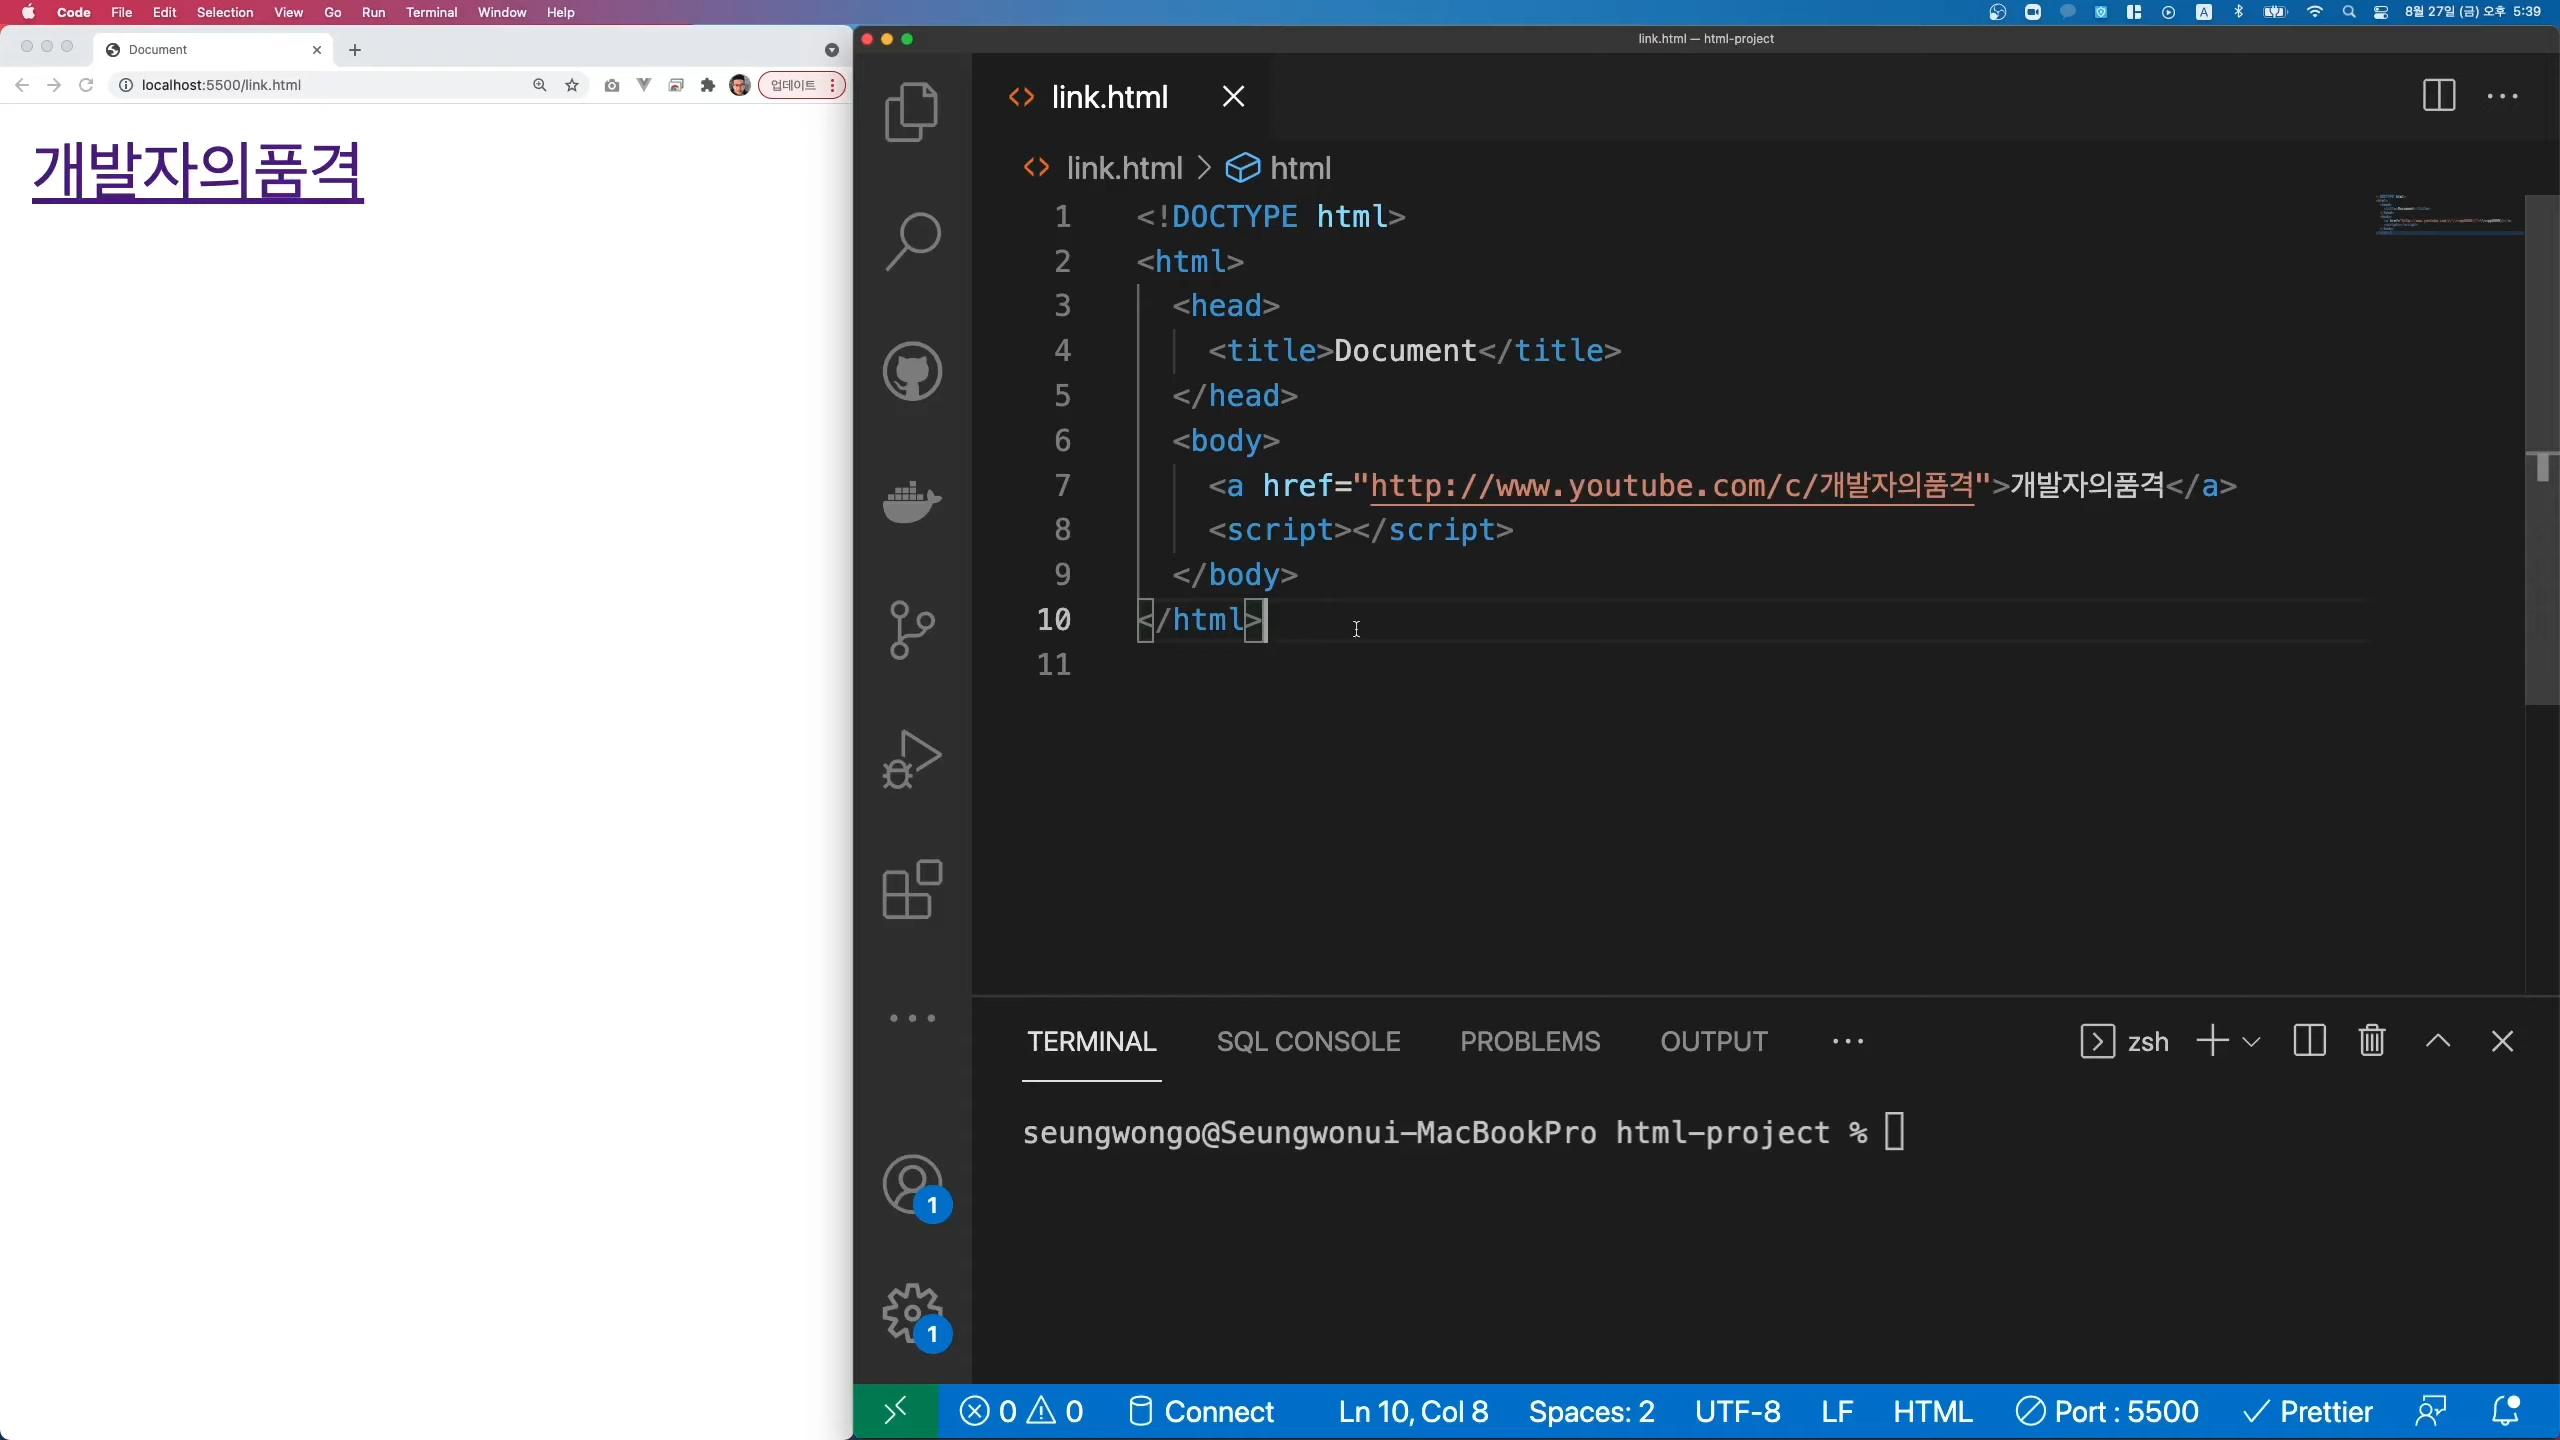 Code File Edit Selection View Go Run Terminal Window Help
8월 27일 (금) 오후 5:39
Document
localhost:5500/link.html
업데이트
개발자의품격
link.html — html-project
link.html
link.html > html
1 <!DOCTYPE html>
2 <html>
3 <head>
4 <title>Document</title>
5 </head>
6 <body>
7 <a href="http://www.youtube.com/c/개발자의품격">개발자의품격</a>
8 <script></script>
9 </body>
10 </html>
11
TERMINAL SQL CONSOLE PROBLEMS OUTPUT
zsh
seungwongo@Seungwonui-MacBookPro html-project %
1
1
0 0 Connect Ln 10, Col 8 Spaces: 2 UTF-8 LF HTML Port : 5500 Prettier